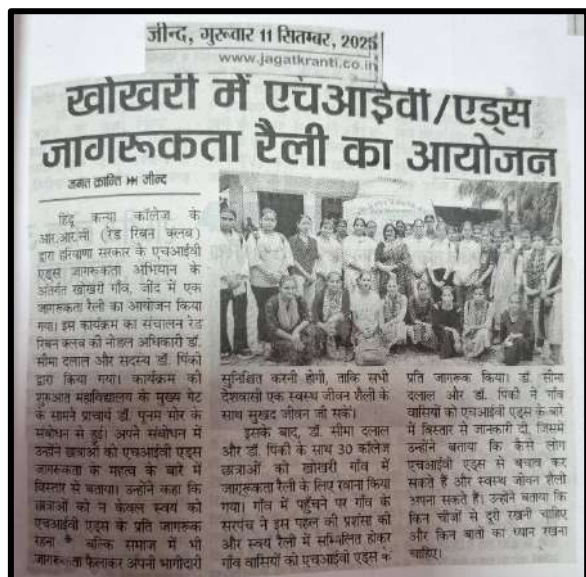 जीन्द, गुरूवार 11 सितम्बर, 2025
www.jagatkranti.co.in
खोखरी में एचआईवी/एड्स
जागरूकता रैली का आयोजन
जगत क्रान्ति ▸▸ जीन्द
हिंदू कन्या कॉलेज के
आर.आर.सी (रेड रिबन क्लब)
द्वारा हरियाणा सरकार के एचआईवी
एड्स जागरूकता अभियान के
अंतर्गत खोखरी गाँव, जींद में एक
जागरूकता रैली का आयोजन किया
गया। इस कार्यक्रम का संचालन रेड
रिबन क्लब की नोडल अधिकारी डॉ.
सीमा दलाल और सदस्य डॉ. पिंकी
द्वारा किया गया। कार्यक्रम की
शुरुआत महाविद्यालय के मुख्य गेट
के सामने प्राचार्य डॉ. पूनम मोर के
संबोधन से हुई। अपने संबोधन में
उन्होंने छात्राओं को एचआईवी एड्स
जागरूकता के महत्व के बारे में
विस्तार से बताया। उन्होंने कहा कि
छात्राओं को न केवल स्वयं को
एचआईवी एड्स के प्रति जागरूक
रखना है बल्कि समाज में भी
जागरूकता फैलाकर अपनी भागीदारी
सुनिश्चित करनी होगी, ताकि सभी
देशवासी एक स्वस्थ जीवन शैली के
साथ सुखद जीवन जी सकें।
इसके बाद, डॉ. सीमा दलाल
और डॉ. पिंकी के साथ 30 कॉलेज
छात्राओं को खोखरी गाँव में
जागरूकता रैली के लिए रवाना किया
गया। गाँव में पहुँचने पर गाँव के
सरपंच ने इस पहल की प्रशंसा की
और स्वयं रैली में सम्मिलित होकर
गाँव वासियों को एचआईवी एड्स के
प्रति जागरूक किया। डॉ. सीमा
दलाल और डॉ. पिंकी ने गाँव
वासियों को एचआईवी एड्स के बारे
में विस्तार से जानकारी दी, जिसमें
उन्होंने बताया कि कैसे लोग
एचआईवी एड्स से बचाव कर
सकते हैं और स्वस्थ जीवन शैली
अपना सकते हैं। उन्होंने बताया कि
किन चीजों से दूरी रखनी चाहिए
और किन बातों का ध्यान रखना
चाहिए।